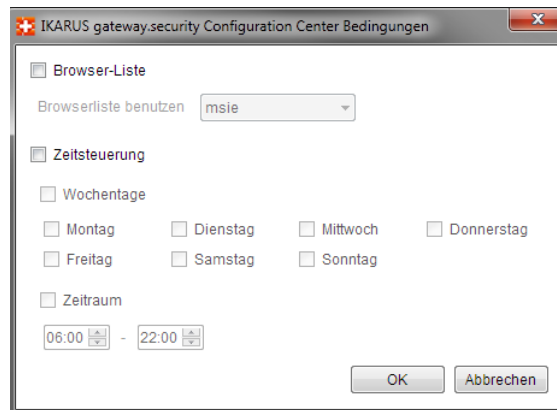 IKARUS gateway.security Configuration Center Bedingungen
Browser-Liste
Browserliste benutzen msie
Zeitsteuerung
Wochentage
Montag Dienstag Mittwoch Donnerstag
Freitag Samstag Sonntag
Zeitraum
06:00 - 22:00
OK Abbrechen